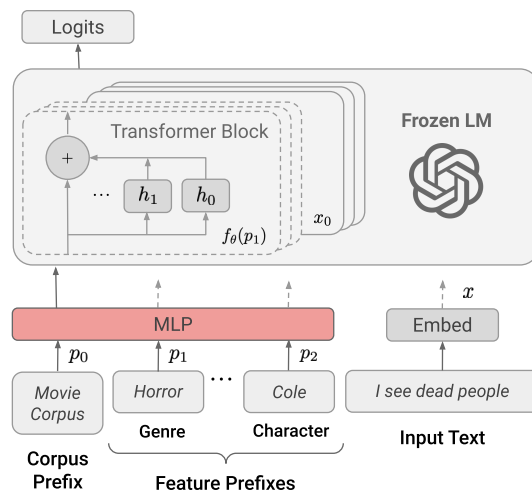 Logits
Transformer Block
Frozen LM
+
... h₁ h₀
x₀
f_θ(p₁)
MLP
x
Embed
p₀ p₁ p₂
Movie
Corpus
Horror
...
Cole
I see dead people
Genre
Character
Input Text
Corpus
Prefix
Feature Prefixes